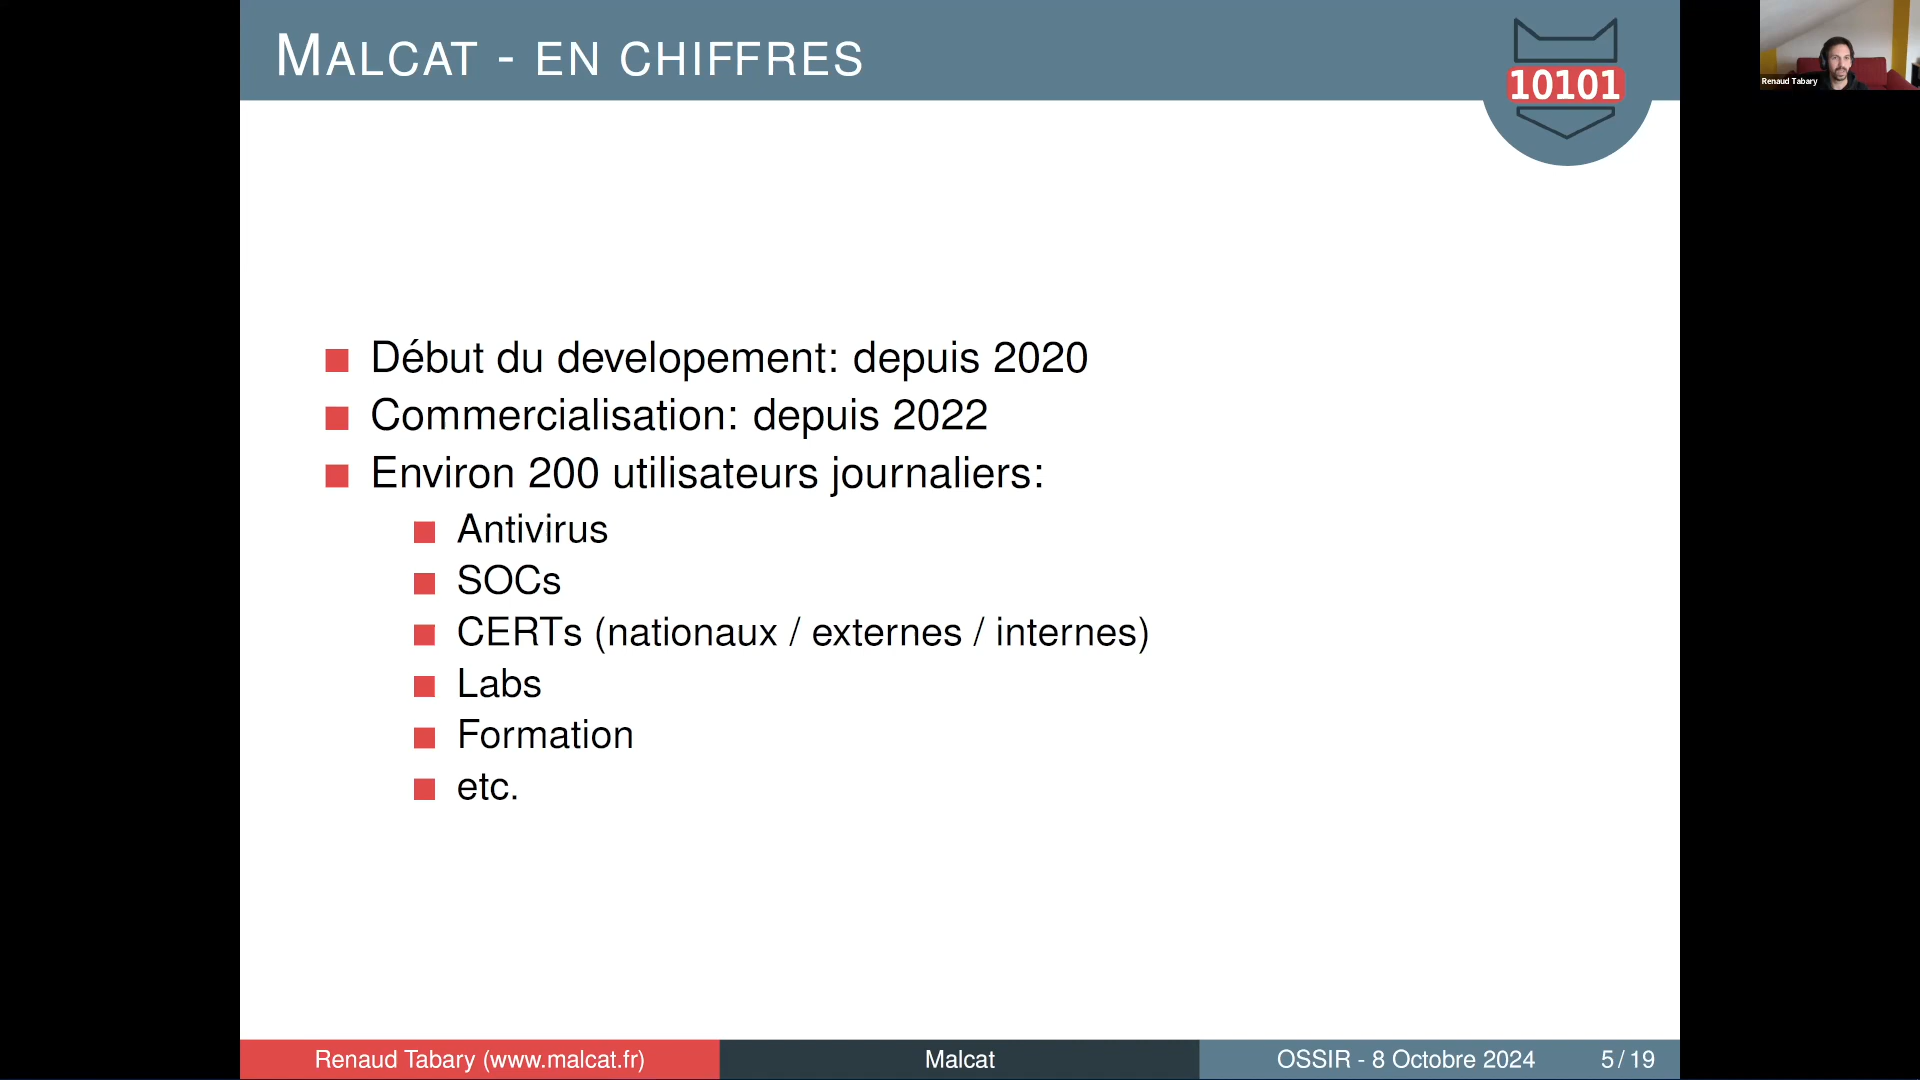 MALCAT - EN CHIFFRES
10101
Renaud Tabary
Début du developement: depuis 2020
Commercialisation: depuis 2022
Environ 200 utilisateurs journaliers:
Antivirus
SOCs
CERTs (nationaux / externes / internes)
Labs
Formation
etc.
Renaud Tabary (www.malcat.fr)
Malcat
OSSIR - 8 Octobre 2024
5 / 19